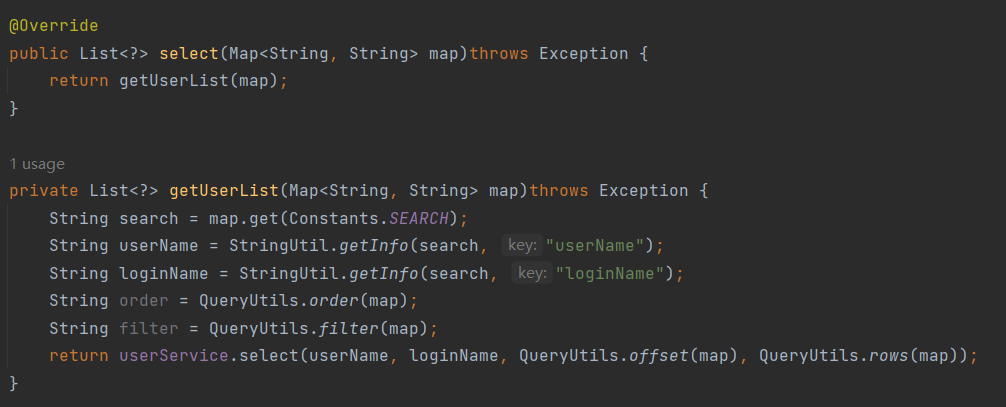 @Override
public List<?> select(Map<String, String> map)throws Exception {
    return getUserList(map);
}
1 usage
private List<?> getUserList(Map<String, String> map)throws Exception {
    String search = map.get(Constants.SEARCH);
    String userName = StringUtil.getInfo(search, key: "userName");
    String loginName = StringUtil.getInfo(search, key: "loginName");
    String order = QueryUtils.order(map);
    String filter = QueryUtils.filter(map);
    return userService.select(userName, loginName, QueryUtils.offset(map), QueryUtils.rows(map));
}